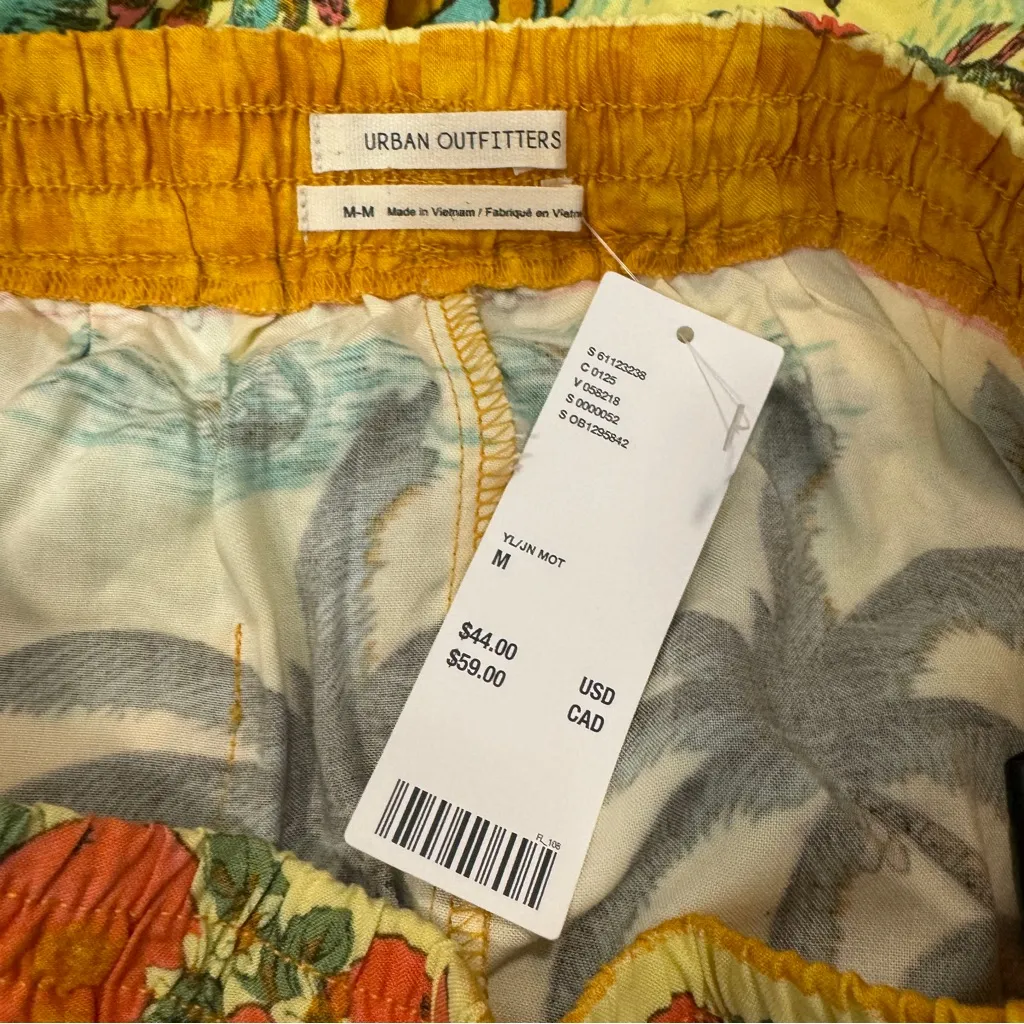 URBAN OUTFITTERS
M-M Made in Vietnam / Fabriqué en Vietn
S 61123238
C 0125
V 058218
S 0000052
S OB1295842
YL/JN MOT
M
$44.00 USD
$59.00 CAD
FL_108